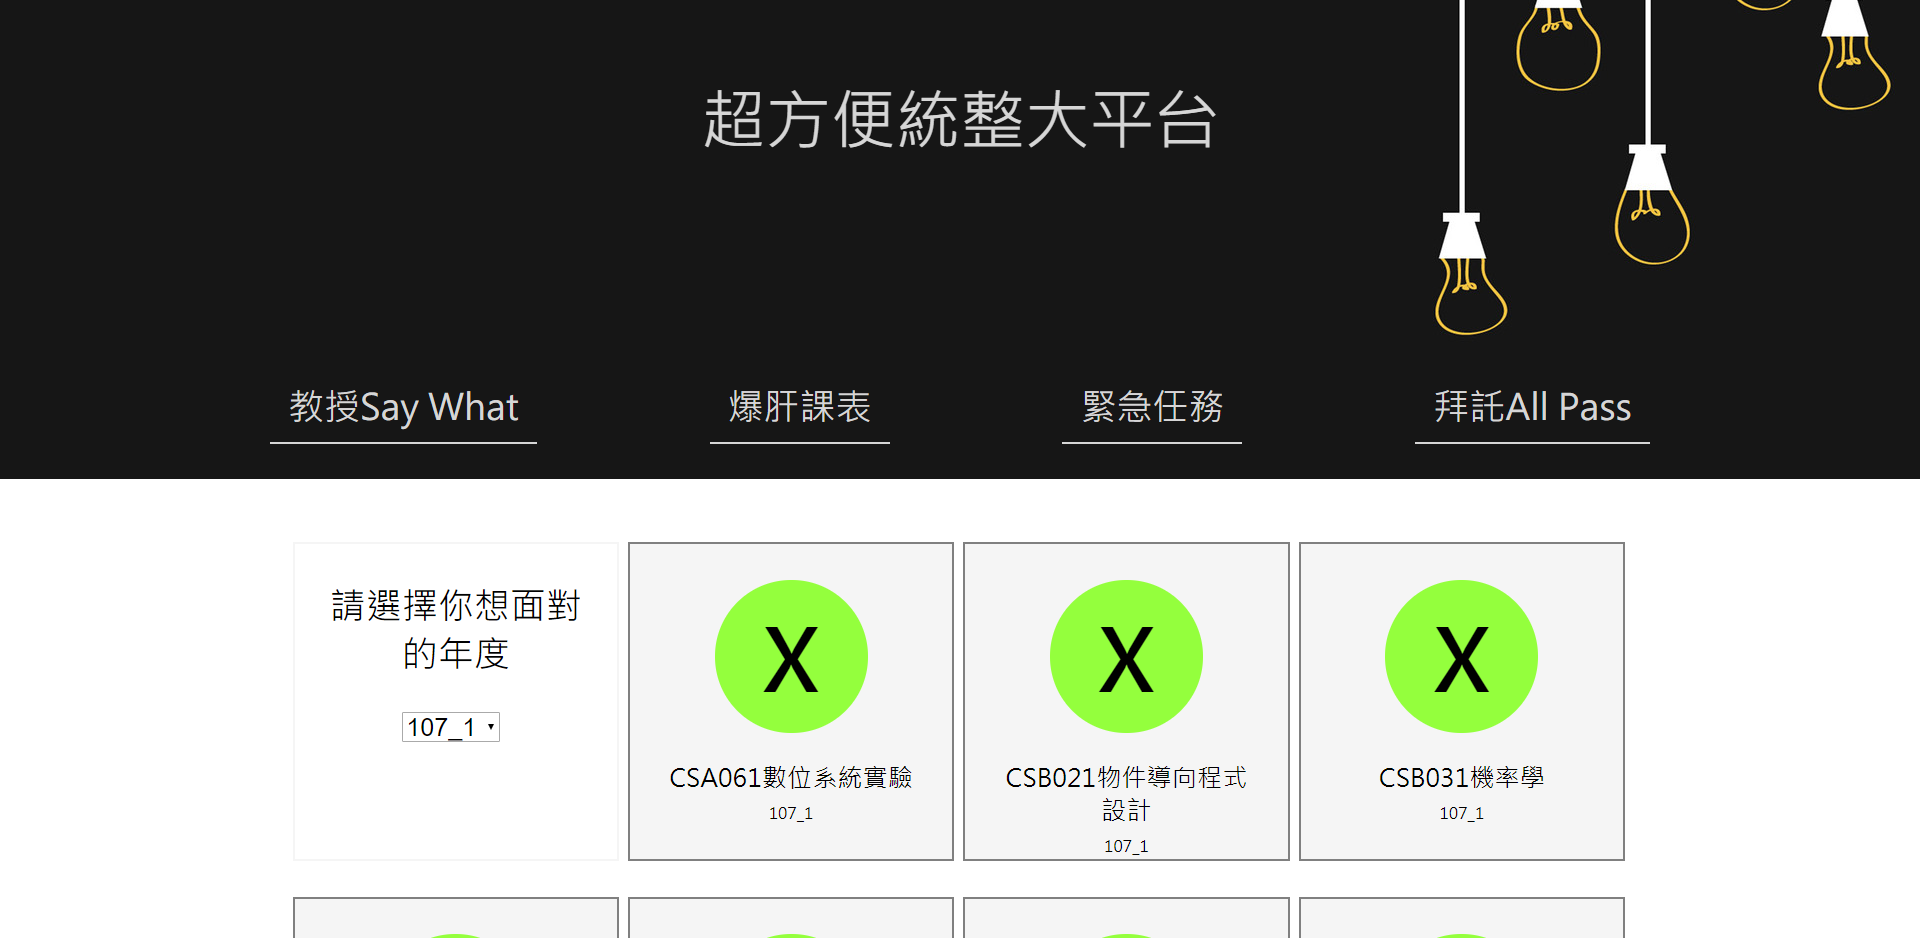 超方便統整大平台
教授Say What
爆肝課表
緊急任務
拜託All Pass
請選擇你想面對
的年度
107_1
X
CSA061數位系統實驗
107_1
X
CSB021物件導向程式
設計
107_1
X
CSB031機率學
107_1